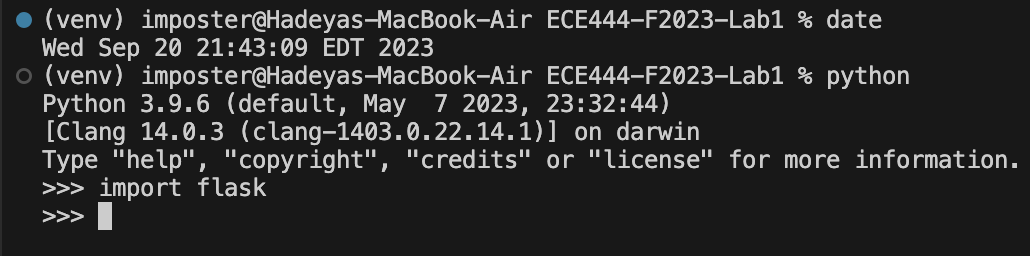 (venv) imposter@Hadeyas-MacBook-Air ECE444-F2023-Lab1 % date
Wed Sep 20 21:43:09 EDT 2023
(venv) imposter@Hadeyas-MacBook-Air ECE444-F2023-Lab1 % python
Python 3.9.6 (default, May  7 2023, 23:32:44)
[Clang 14.0.3 (clang-1403.0.22.14.1)] on darwin
Type "help", "copyright", "credits" or "license" for more information.
>>> import flask
>>>